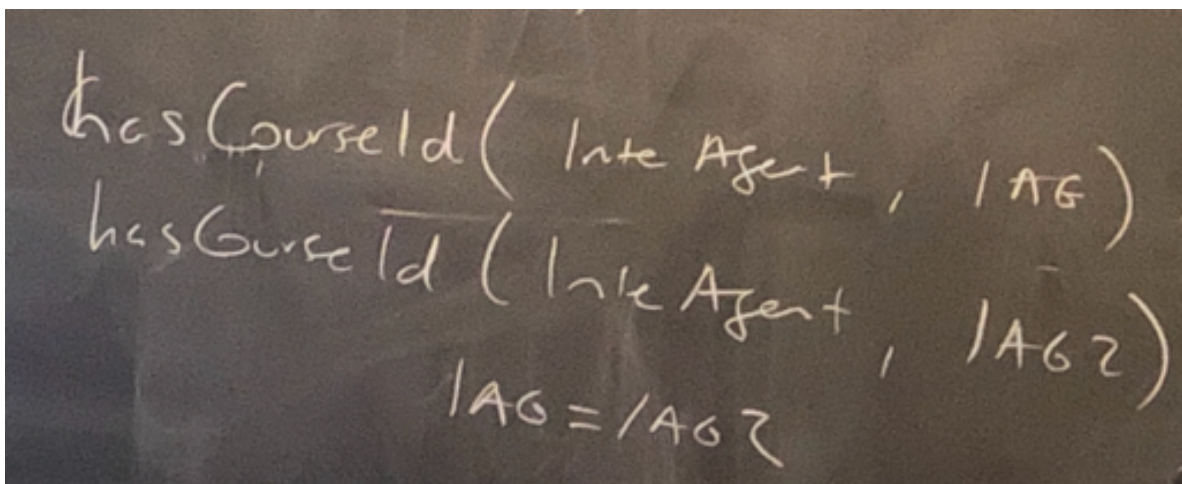 hasCourseId( InteAgent, IAG)
hasCourseId ( InteAgent, IAG2)
IAG=IAG2